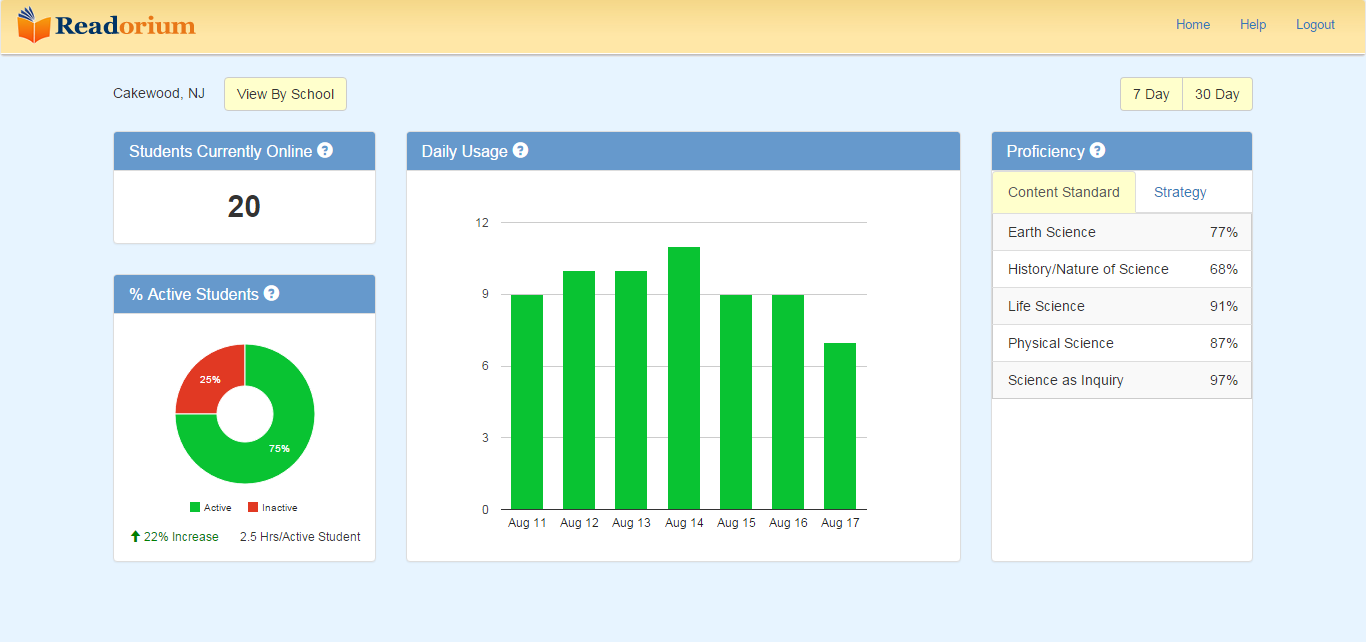 Readorium
Home Help Logout
Cakewood, NJ View By School 7 Day 30 Day
Students Currently Online ?
20
% Active Students ?
25%
75%
Active Inactive
22% Increase 2.5 Hrs/Active Student
Daily Usage ?
12
9
6
3
0
Aug 11 Aug 12 Aug 13 Aug 14 Aug 15 Aug 16 Aug 17
Proficiency ?
Content Standard Strategy
Earth Science 77%
History/Nature of Science 68%
Life Science 91%
Physical Science 87%
Science as Inquiry 97%